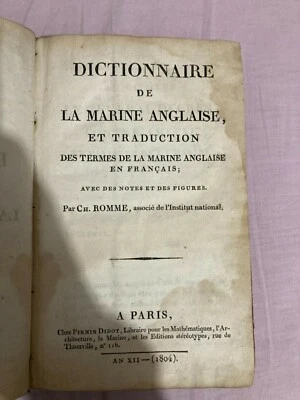 DICTIONNAIRE
DE
LA MARINE ANGLAISE,
ET TRADUCTION
DES TERMES DE LA MARINE ANGLAISE
EN FRANÇAIS;
AVEC DES NOTES ET DES FIGURES.
Par CH. ROMME, associé de l'Institut national.
A PARIS,
Chez FIRMIN DIDOT, Libraire pour les Mathématiques, l'Ar-
chitecture, la Marine, et les Editions stéréotypes, rue de
Thionville, n° 116.
AN XII—(1804)